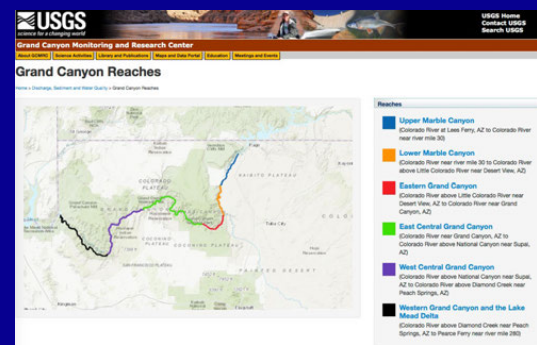 USGS
science for a changing world
USGS Home
Contact USGS
Search USGS
Grand Canyon Monitoring and Research Center
About GCMRC
Science Activities
Library and Publications
Maps and Data Portal
Education
Meetings and Events
Grand Canyon Reaches
Home » Discharge, Sediment and Water Quality » Grand Canyon Reaches
Reaches
Upper Marble Canyon
(Colorado River at Lees Ferry, AZ to Colorado River
near river mile 30)
Lower Marble Canyon
(Colorado River near river mile 30 to Colorado River
above Little Colorado River near Desert View, AZ)
Eastern Grand Canyon
(Colorado River above Little Colorado River near
Desert View, AZ to Colorado River near Grand
Canyon, AZ)
East Central Grand Canyon
(Colorado River near Grand Canyon, AZ to
Colorado River above National Canyon near Supai,
AZ)
West Central Grand Canyon
(Colorado River above National Canyon near Supai,
AZ to Colorado River above Diamond Creek near
Peach Springs, AZ)
Western Grand Canyon and the Lake
Mead Delta
(Colorado River above Diamond Creek near Peach
Springs, AZ to Pearce Ferry near river mile 280)
Page
COLORADO
PLATEAU
KAIBITO PLATEAU
Tuba City
COCONINO
PLATEAU
PAINTED DESERT
Kingman